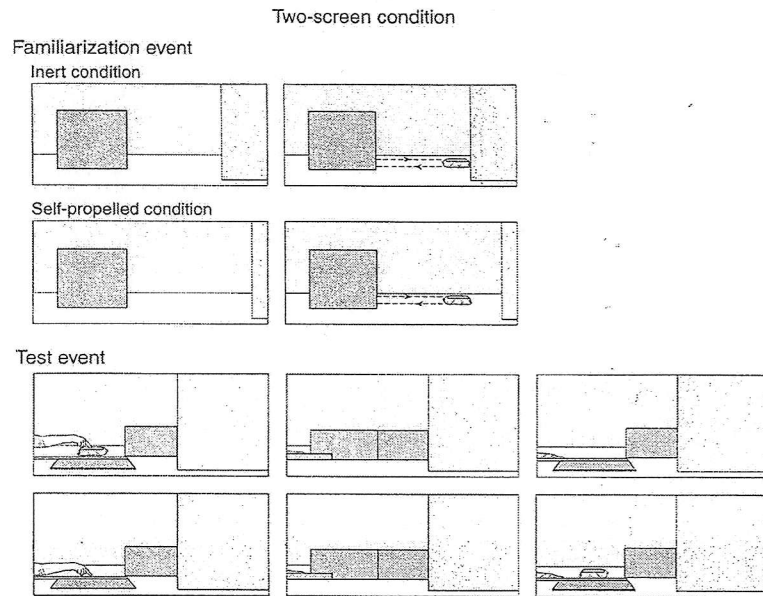 Two-screen condition
Familiarization event
Inert condition
Self-propelled condition
Test event